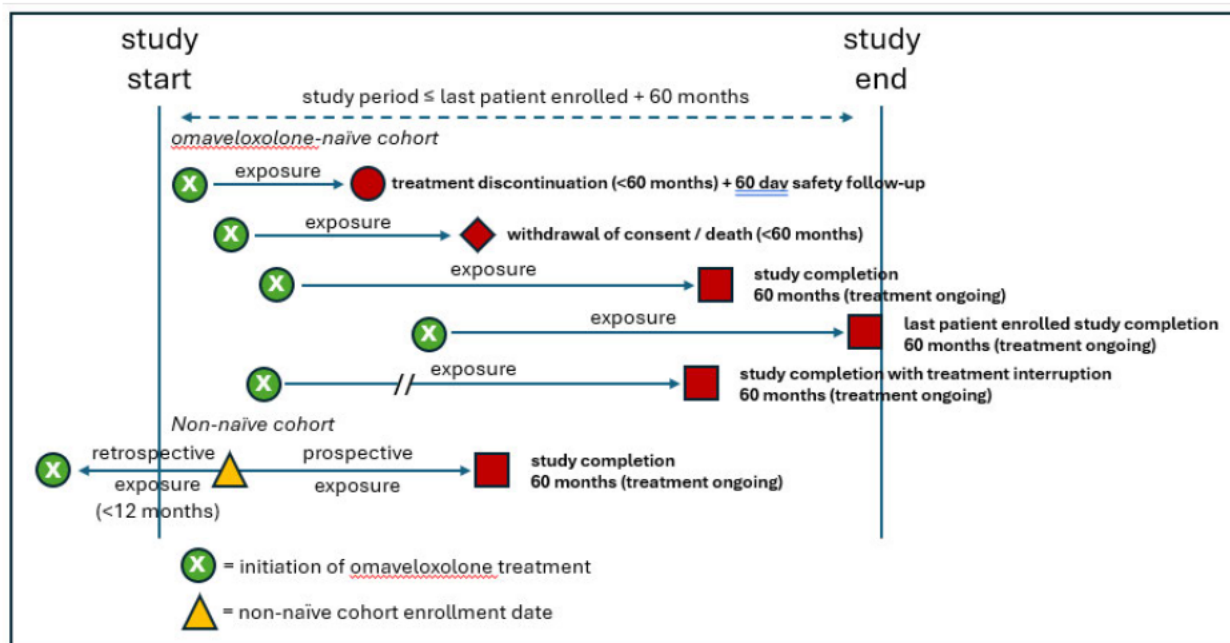 study
start
study
end
study period ≤ last patient enrolled + 60 months
omaveloxolone-naïve cohort
X
exposure
treatment discontinuation (<60 months) + 60 day safety follow-up
X
exposure
withdrawal of consent / death (<60 months)
X
exposure
study completion
60 months (treatment ongoing)
X
exposure
last patient enrolled study completion
60 months (treatment ongoing)
X
//
exposure
study completion with treatment interruption
60 months (treatment ongoing)
Non-naïve cohort
X
retrospective
exposure
(<12 months)
prospective
exposure
study completion
60 months (treatment ongoing)
X = initiation of omaveloxolone treatment
= non-naïve cohort enrollment date